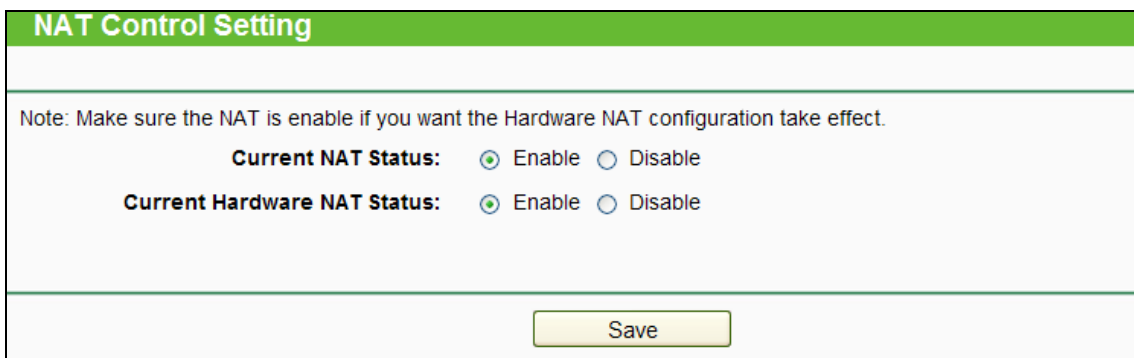 NAT Control Setting
Note: Make sure the NAT is enable if you want the Hardware NAT configuration take effect.
Current NAT Status: Enable Disable
Current Hardware NAT Status: Enable Disable
Save